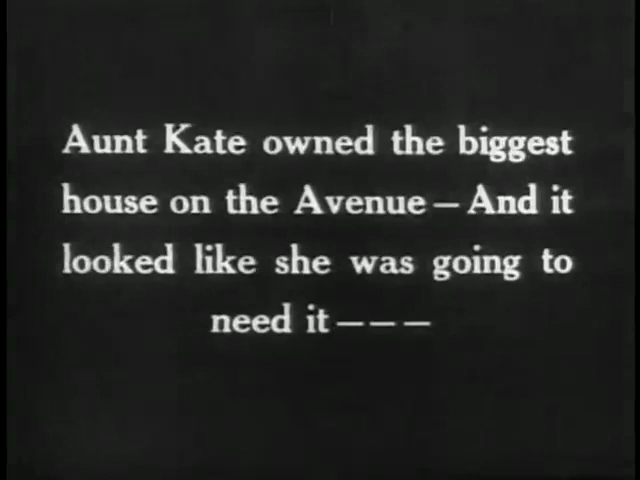 Aunt Kate owned the biggest
house on the Avenue — And it
looked like she was going to
need it — — —